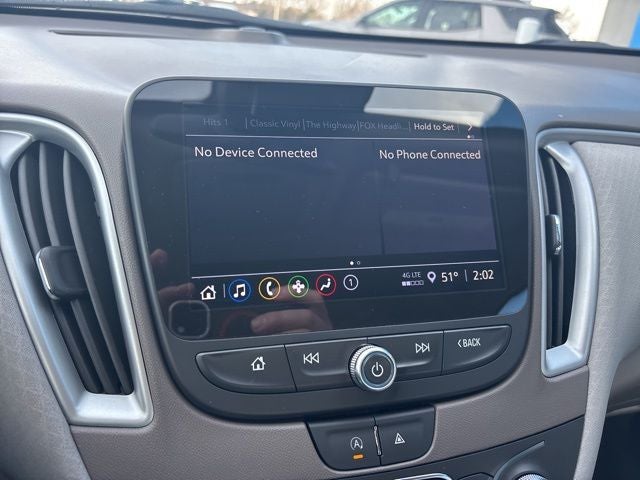 Hits 1 Classic Vinyl The Highway FOX Headli... Hold to Set
No Device Connected No Phone Connected
1 4G LTE 51° 2:02
<BACK
A